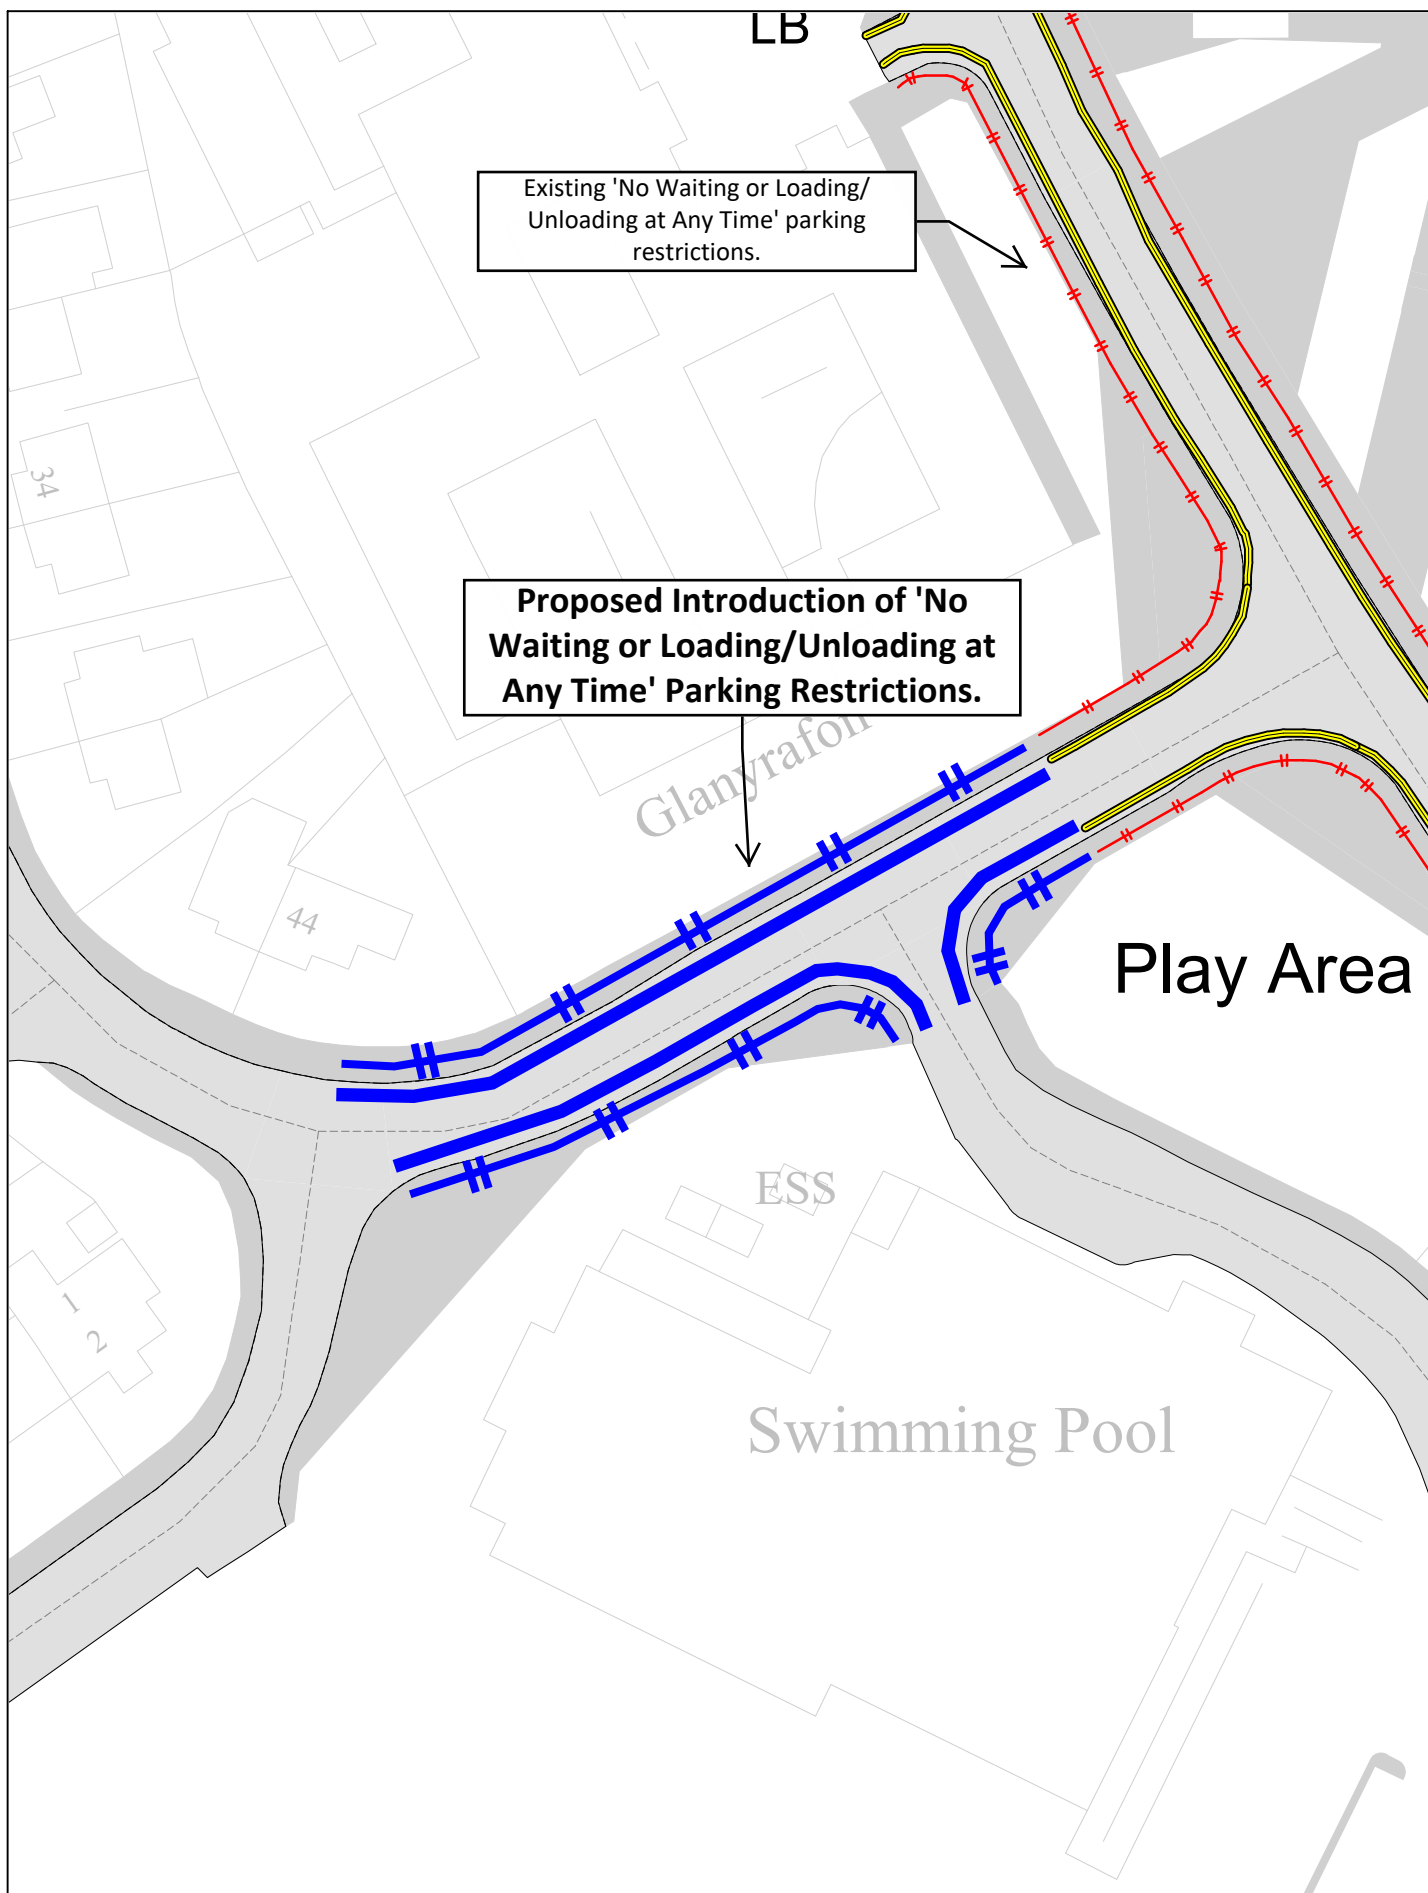 LB
Existing 'No Waiting or Loading/
Unloading at Any Time' parking
restrictions.
34
Proposed Introduction of 'No
Waiting or Loading/Unloading at
Any Time' Parking Restrictions.
Glanyrafon
44
Play Area
ESS
1
2
Swimming Pool